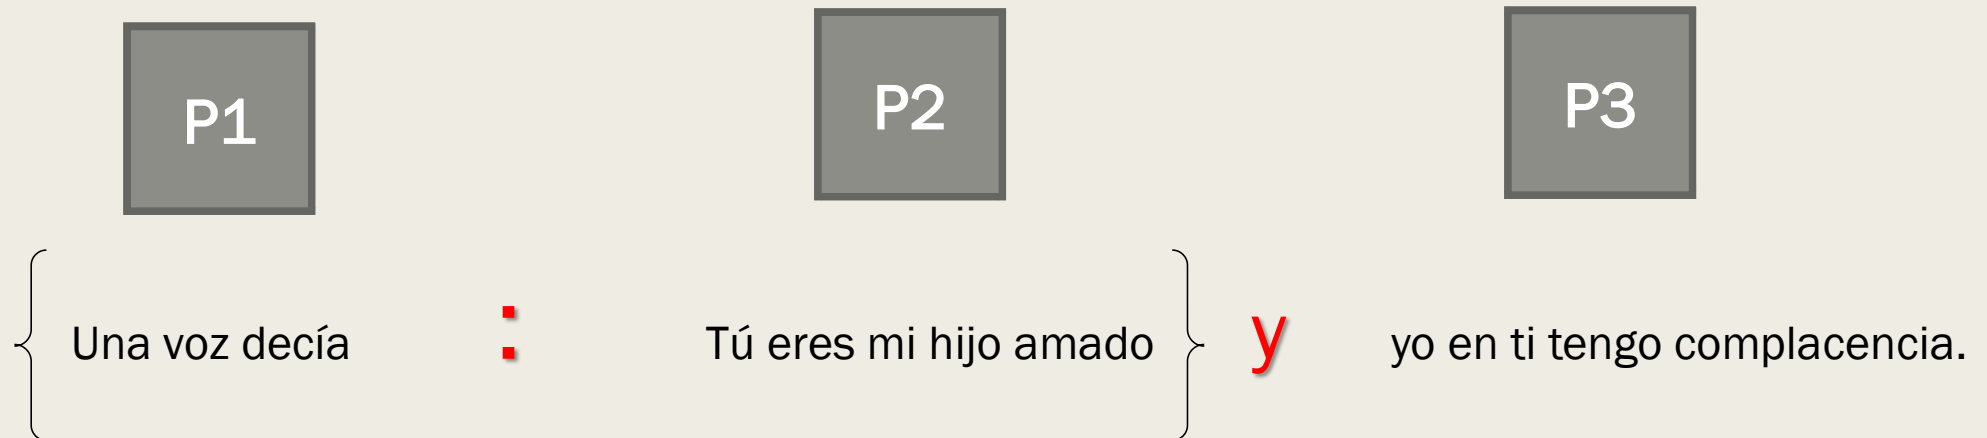 P1 P2 P3
Una voz decía : Tú eres mi hijo amado y yo en ti tengo complacencia.